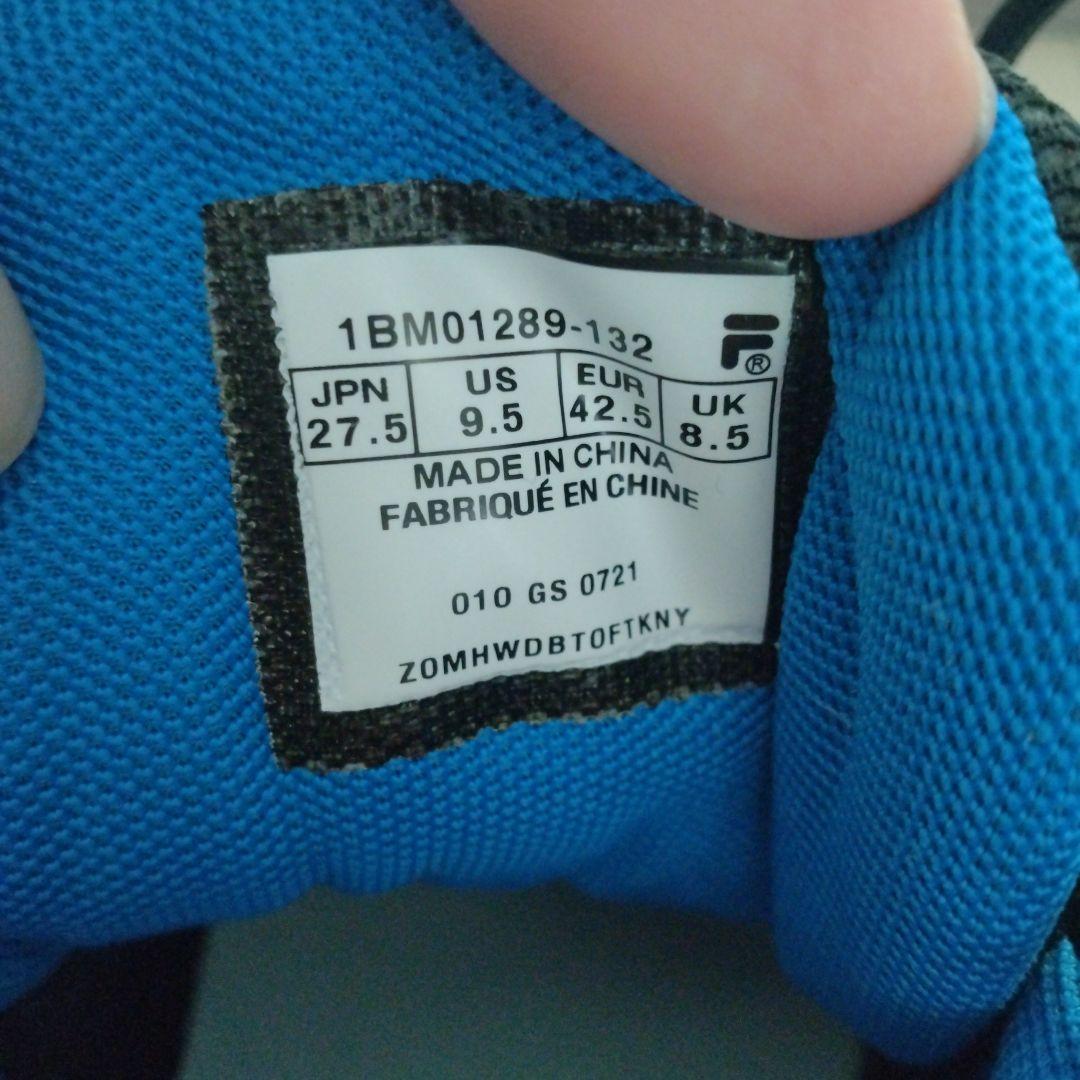 1BM01289-132
F®
JPN US EUR UK
27.5 9.5 42.5 8.5
MADE IN CHINA
FABRIQUÉ EN CHINE
010 GS 0721
ZOMHWDBTOFTKNY